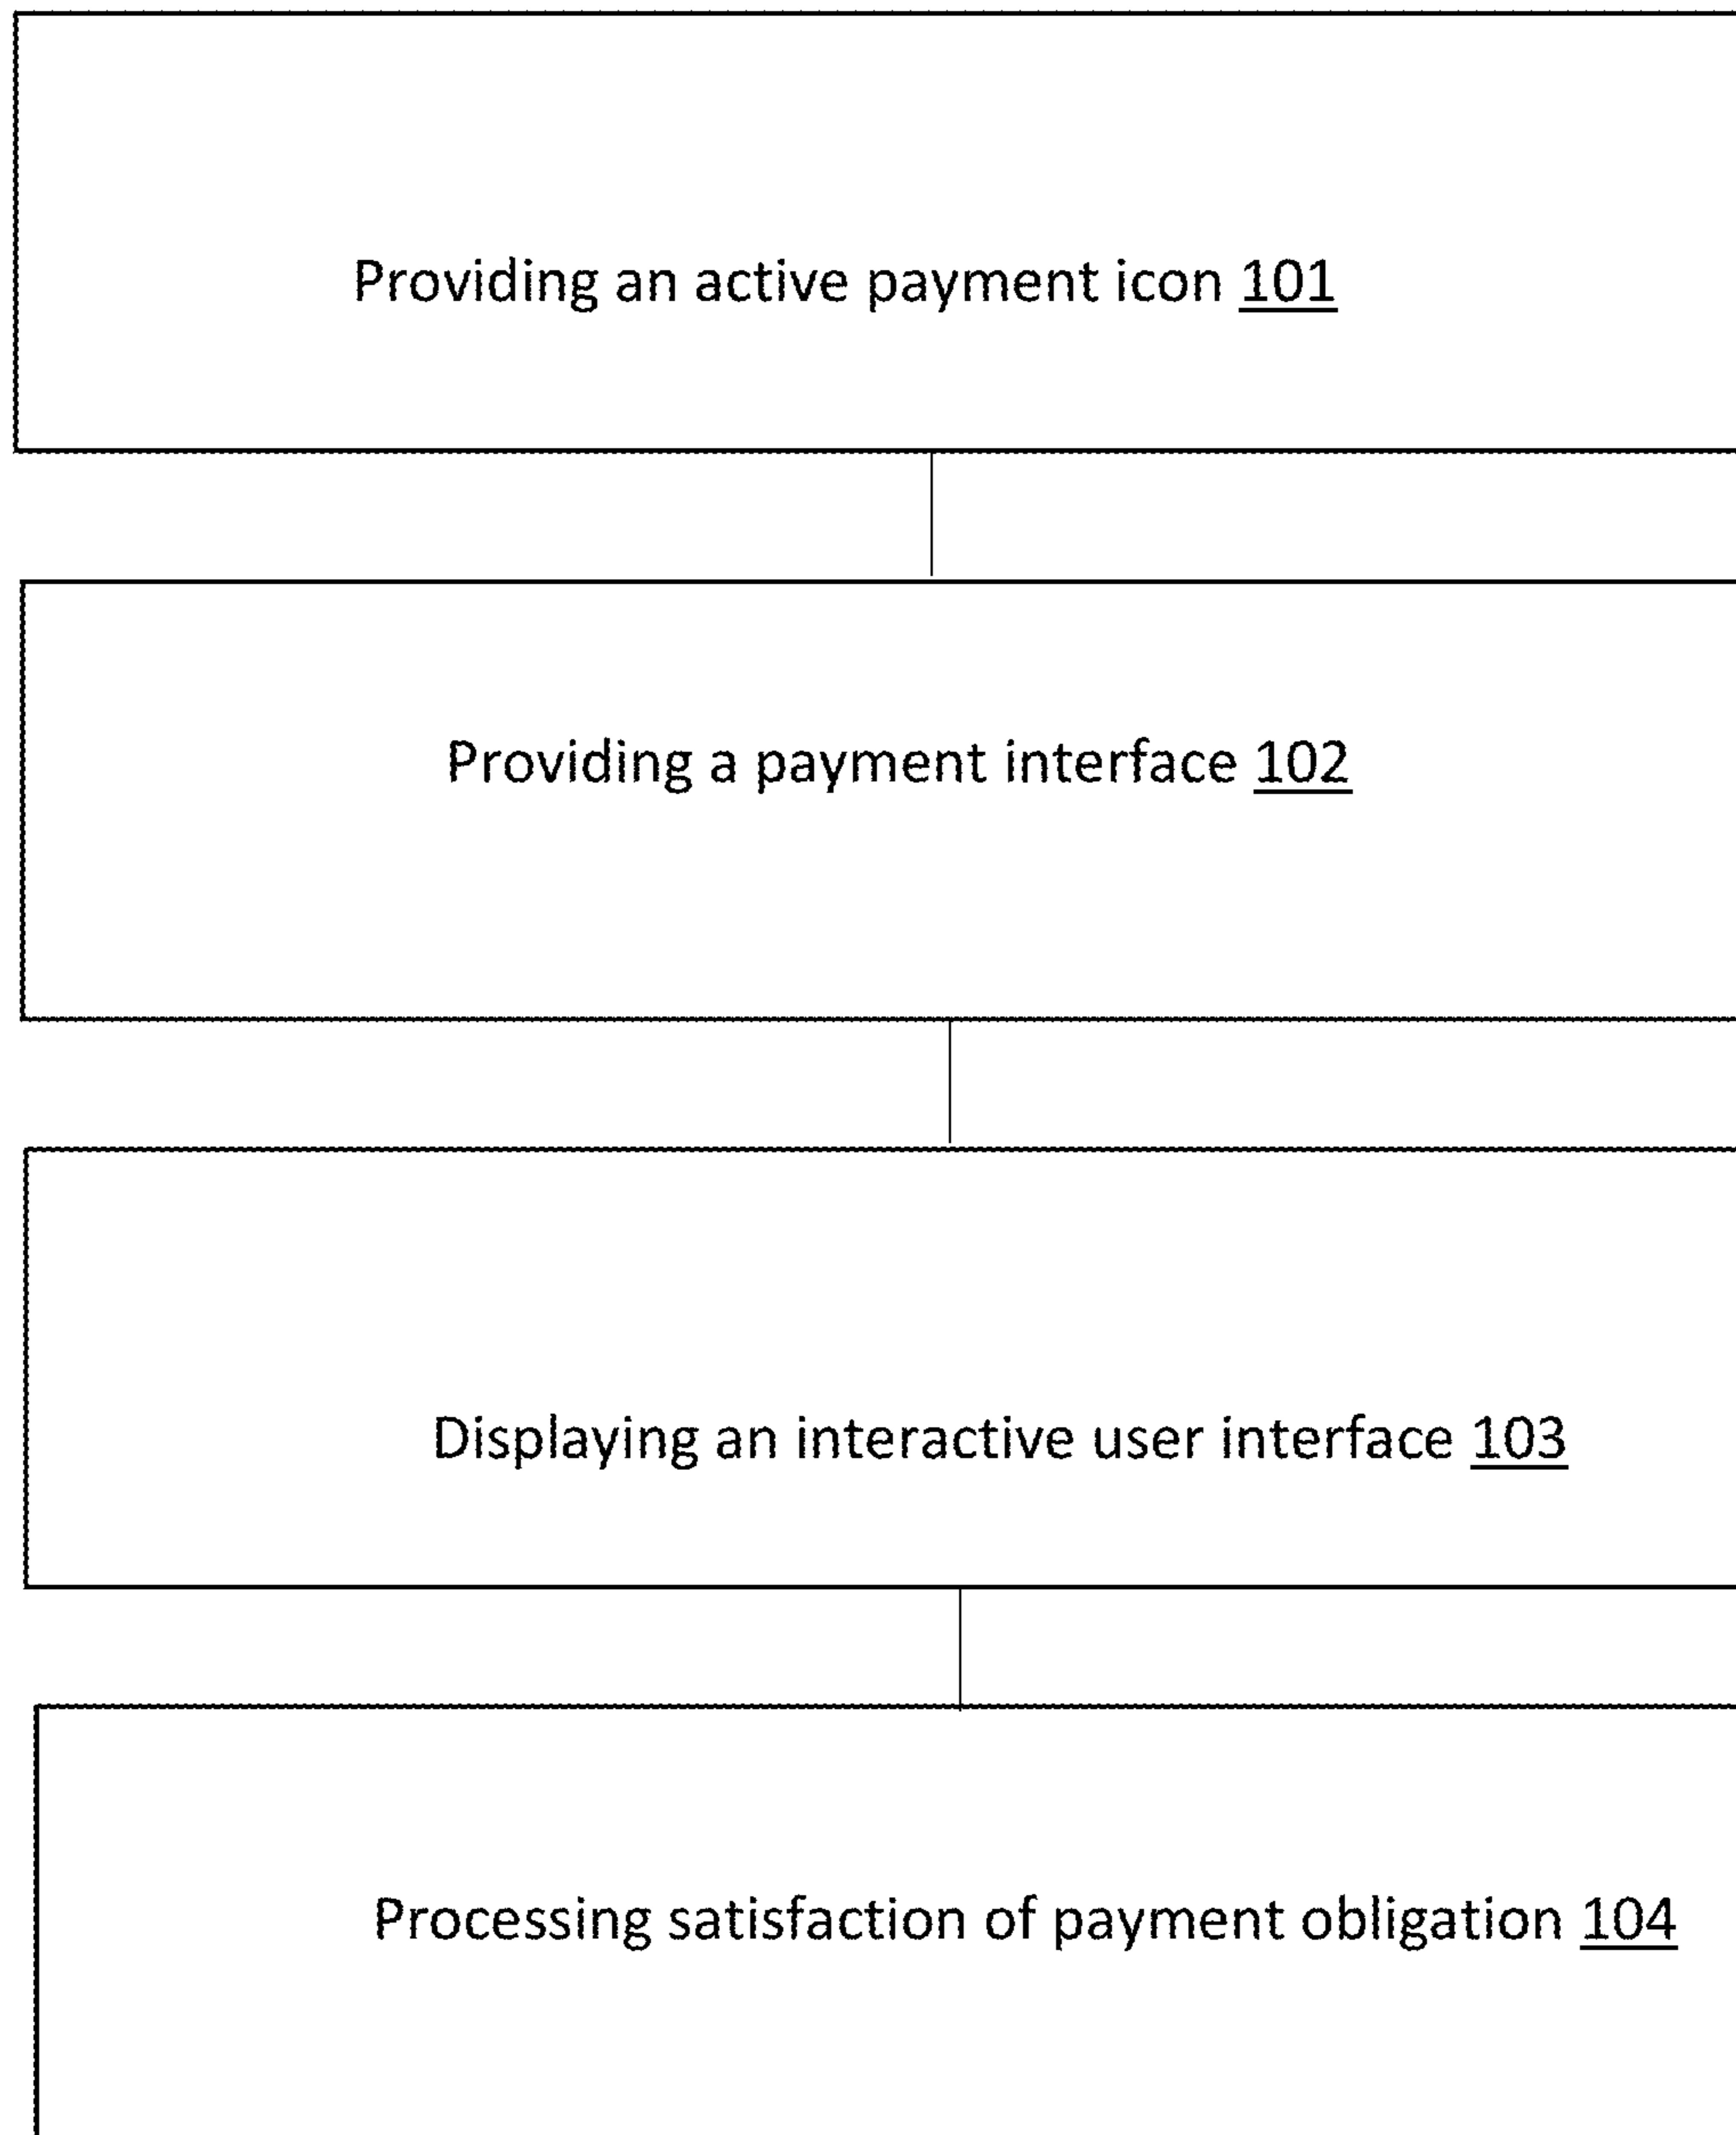 Providing an active payment icon 101
Providing a payment interface 102
Displaying an interactive user interface 103
Processing satisfaction of payment obligation 104